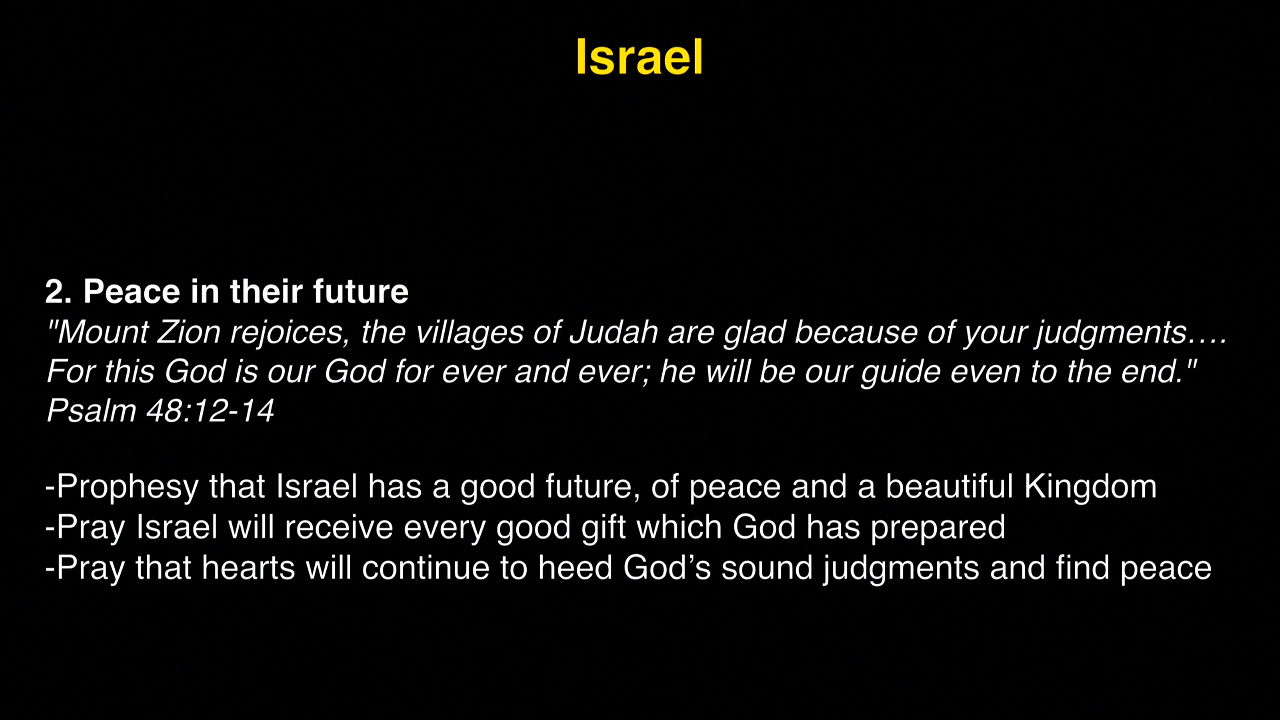 Israel
2. Peace in their future
"Mount Zion rejoices, the villages of Judah are glad because of your judgments….
For this God is our God for ever and ever; he will be our guide even to the end."
Psalm 48:12-14
-Prophesy that Israel has a good future, of peace and a beautiful Kingdom
-Pray Israel will receive every good gift which God has prepared
-Pray that hearts will continue to heed God’s sound judgments and find peace